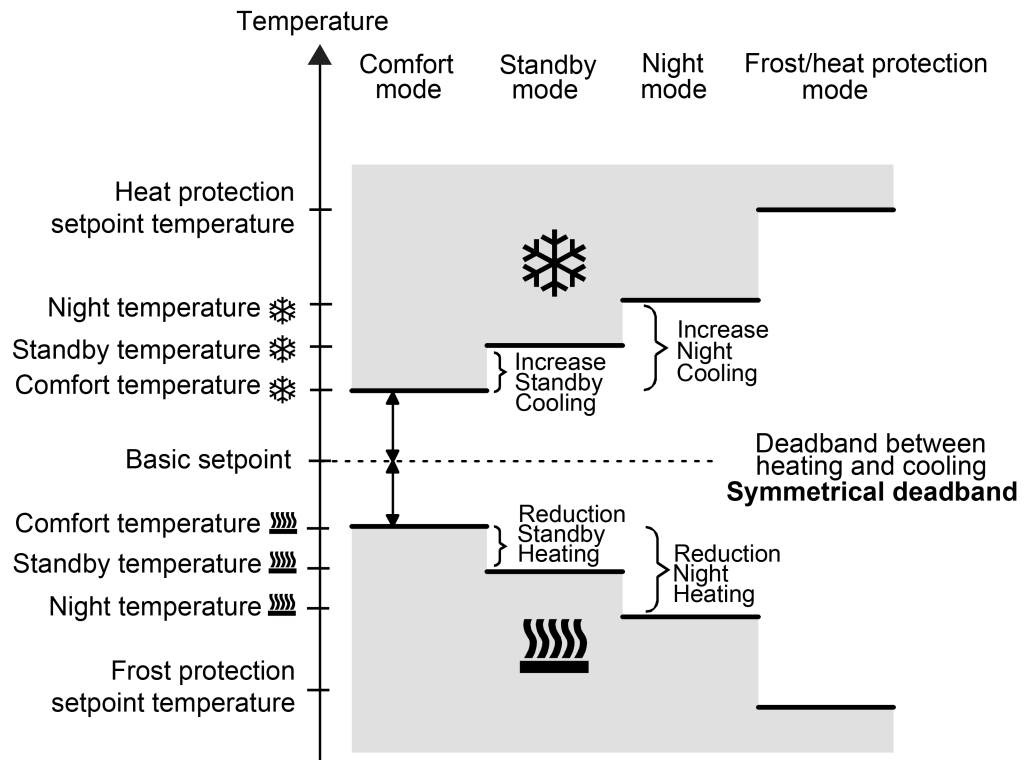 Temperature
Comfort
mode
Standby
mode
Night
mode
Frost/heat protection
mode
Heat protection
setpoint temperature
Night temperature
Standby temperature
Comfort temperature
Increase
Standby
Cooling
Increase
Night
Cooling
Basic setpoint
Deadband between
heating and cooling
Symmetrical deadband
Comfort temperature
Standby temperature
Night temperature
Reduction
Standby
Heating
Reduction
Night
Heating
Frost protection
setpoint temperature